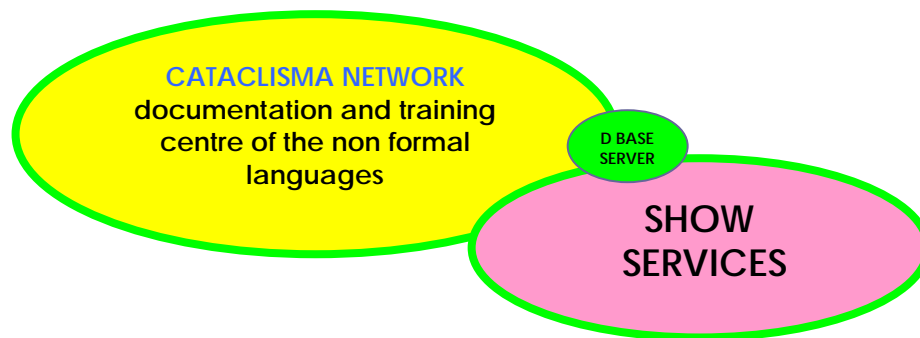 CATACLISMA NETWORK
documentation and training
centre of the non formal
languages
D BASE
SERVER
SHOW
SERVICES